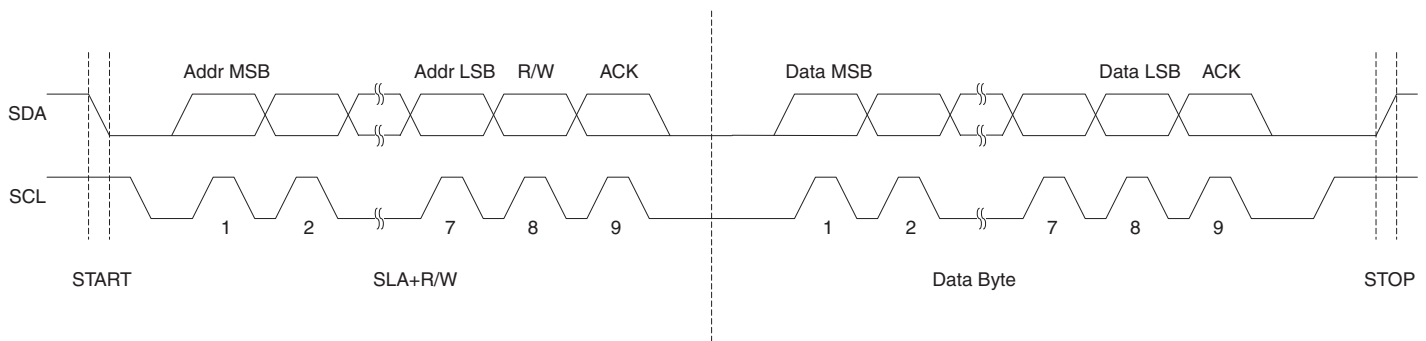 Addr MSB Addr LSB R/W ACK Data MSB Data LSB ACK
SDA
SCL
1 2 7 8 9 1 2 7 8 9
START SLA+R/W Data Byte STOP